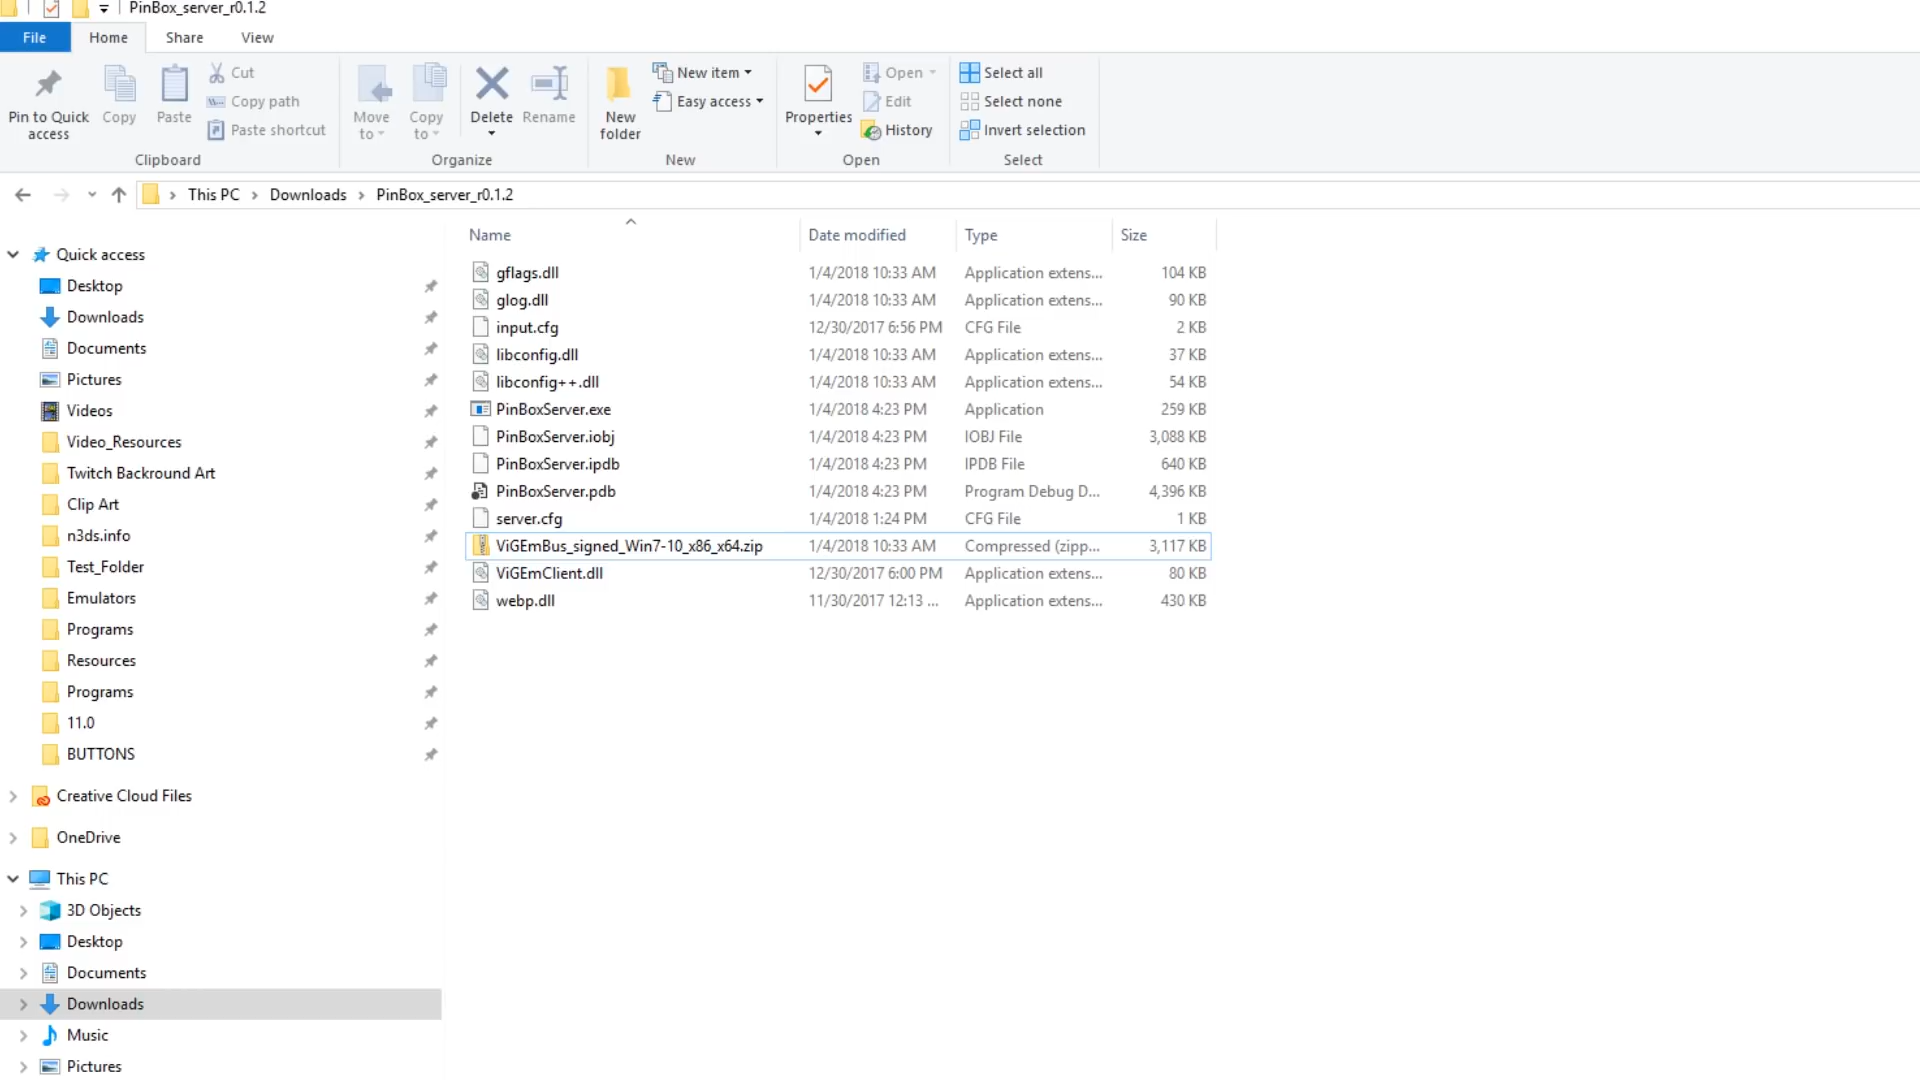 PinBox_server_r0.1.2
File Home Share View
Pin to Quick access
Copy
Paste
Cut
Copy path
Paste shortcut
Clipboard
Move to
Copy to
Delete
Rename
Organize
New folder
New item
Easy access
New
Properties
Open
Edit
History
Open
Select all
Select none
Invert selection
Select
This PC > Downloads > PinBox_server_r0.1.2
Quick access
Desktop
Downloads
Documents
Pictures
Videos
Video_Resources
Twitch Backround Art
Clip Art
n3ds.info
Test_Folder
Emulators
Programs
Resources
Programs
11.0
BUTTONS
Creative Cloud Files
OneDrive
This PC
3D Objects
Desktop
Documents
Downloads
Music
Pictures
Name Date modified Type Size
gflags.dll 1/4/2018 10:33 AM Application extens... 104 KB
glog.dll 1/4/2018 10:33 AM Application extens... 90 KB
input.cfg 12/30/2017 6:56 PM CFG File 2 KB
libconfig.dll 1/4/2018 10:33 AM Application extens... 37 KB
libconfig++.dll 1/4/2018 10:33 AM Application extens... 54 KB
PinBoxServer.exe 1/4/2018 4:23 PM Application 259 KB
PinBoxServer.iobj 1/4/2018 4:23 PM IOBJ File 3,088 KB
PinBoxServer.ipdb 1/4/2018 4:23 PM IPDB File 640 KB
PinBoxServer.pdb 1/4/2018 4:23 PM Program Debug D... 4,396 KB
server.cfg 1/4/2018 1:24 PM CFG File 1 KB
ViGEmBus_signed_Win7-10_x86_x64.zip 1/4/2018 10:33 AM Compressed (zipp... 3,117 KB
ViGEmClient.dll 12/30/2017 6:00 PM Application extens... 80 KB
webp.dll 11/30/2017 12:13 ... Application extens... 430 KB